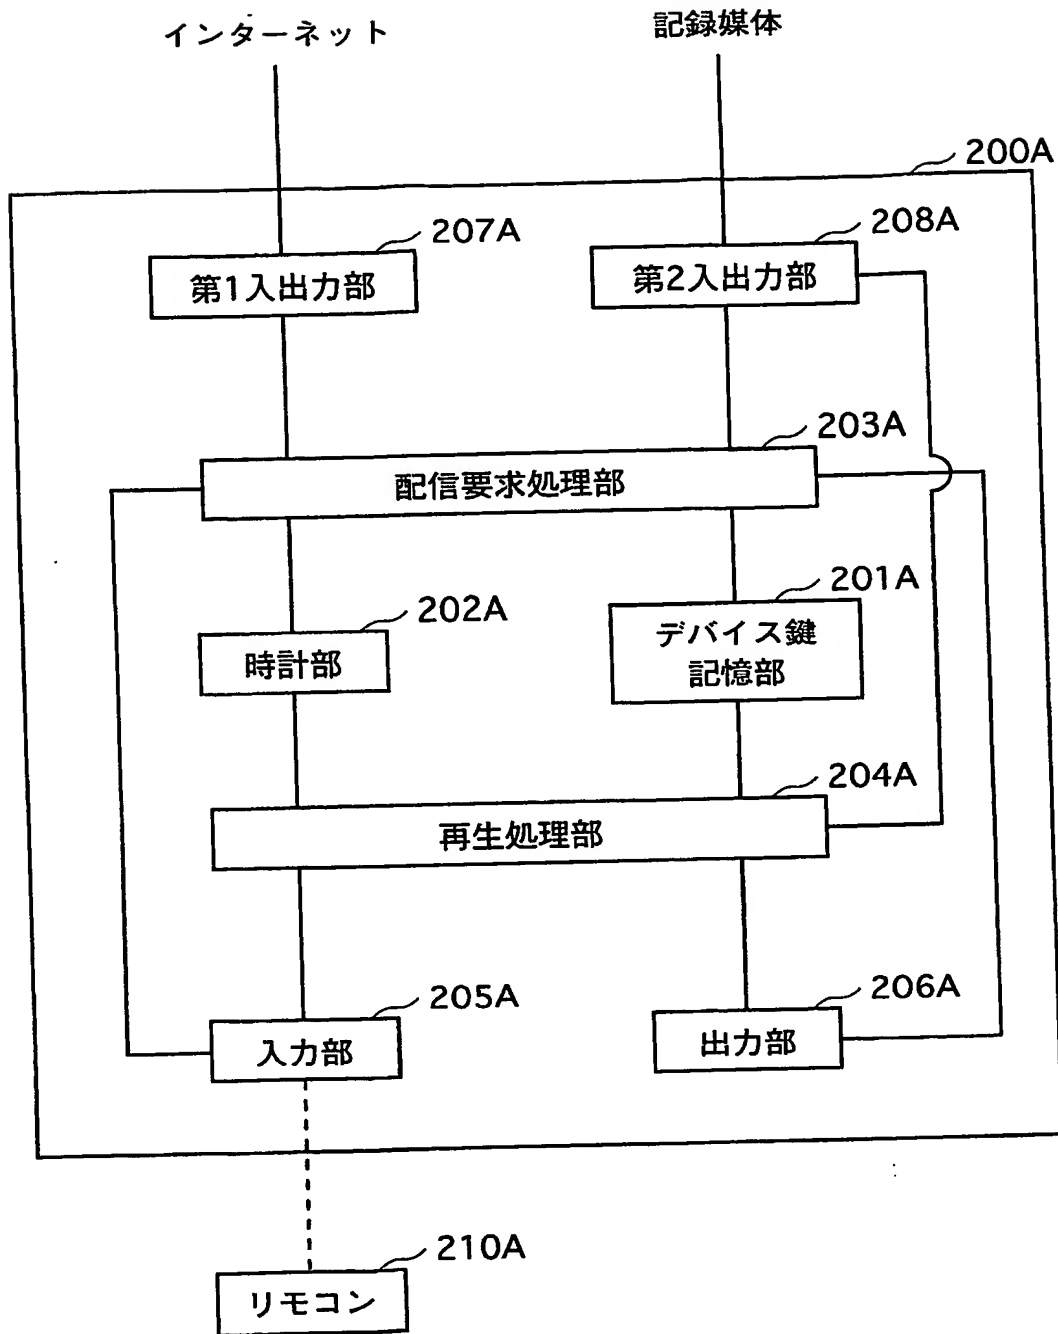 インターネット
記録媒体
200A
207A
208A
第1入出力部
第2入出力部
203A
配信要求処理部
202A
201A
時計部
デバイス鍵
記憶部
204A
再生処理部
205A
206A
入力部
出力部
210A
リモコン